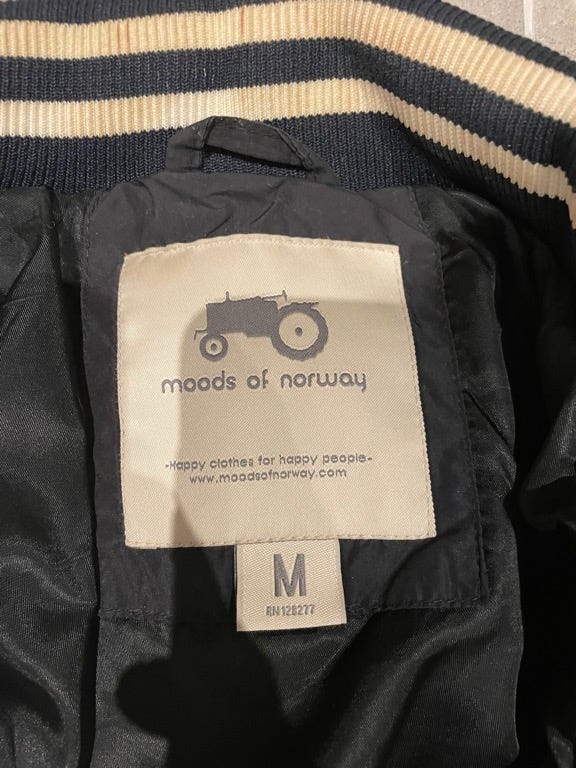 moods of norway
-Happy clothes for happy people-
www.moodsofnorway.com
M
RN128277